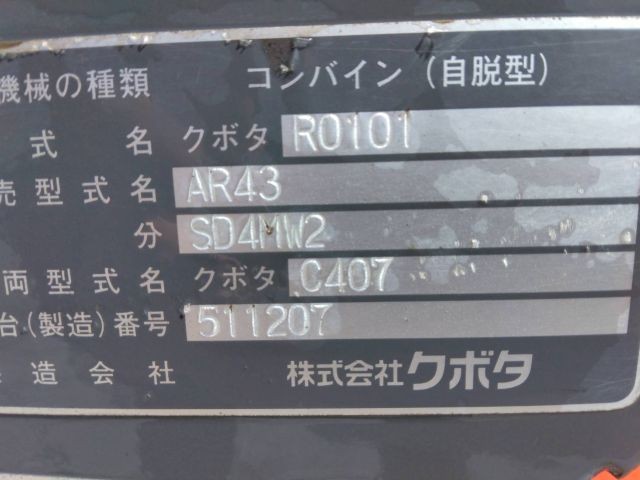 機械の種類 コンバイン(自脱型)
式名 クボタ R0101
売型式名 AR43
分 SD4MW2
両型式名 クボタ C407
台(製造)番号 511207
造会社 株式会社クボタ